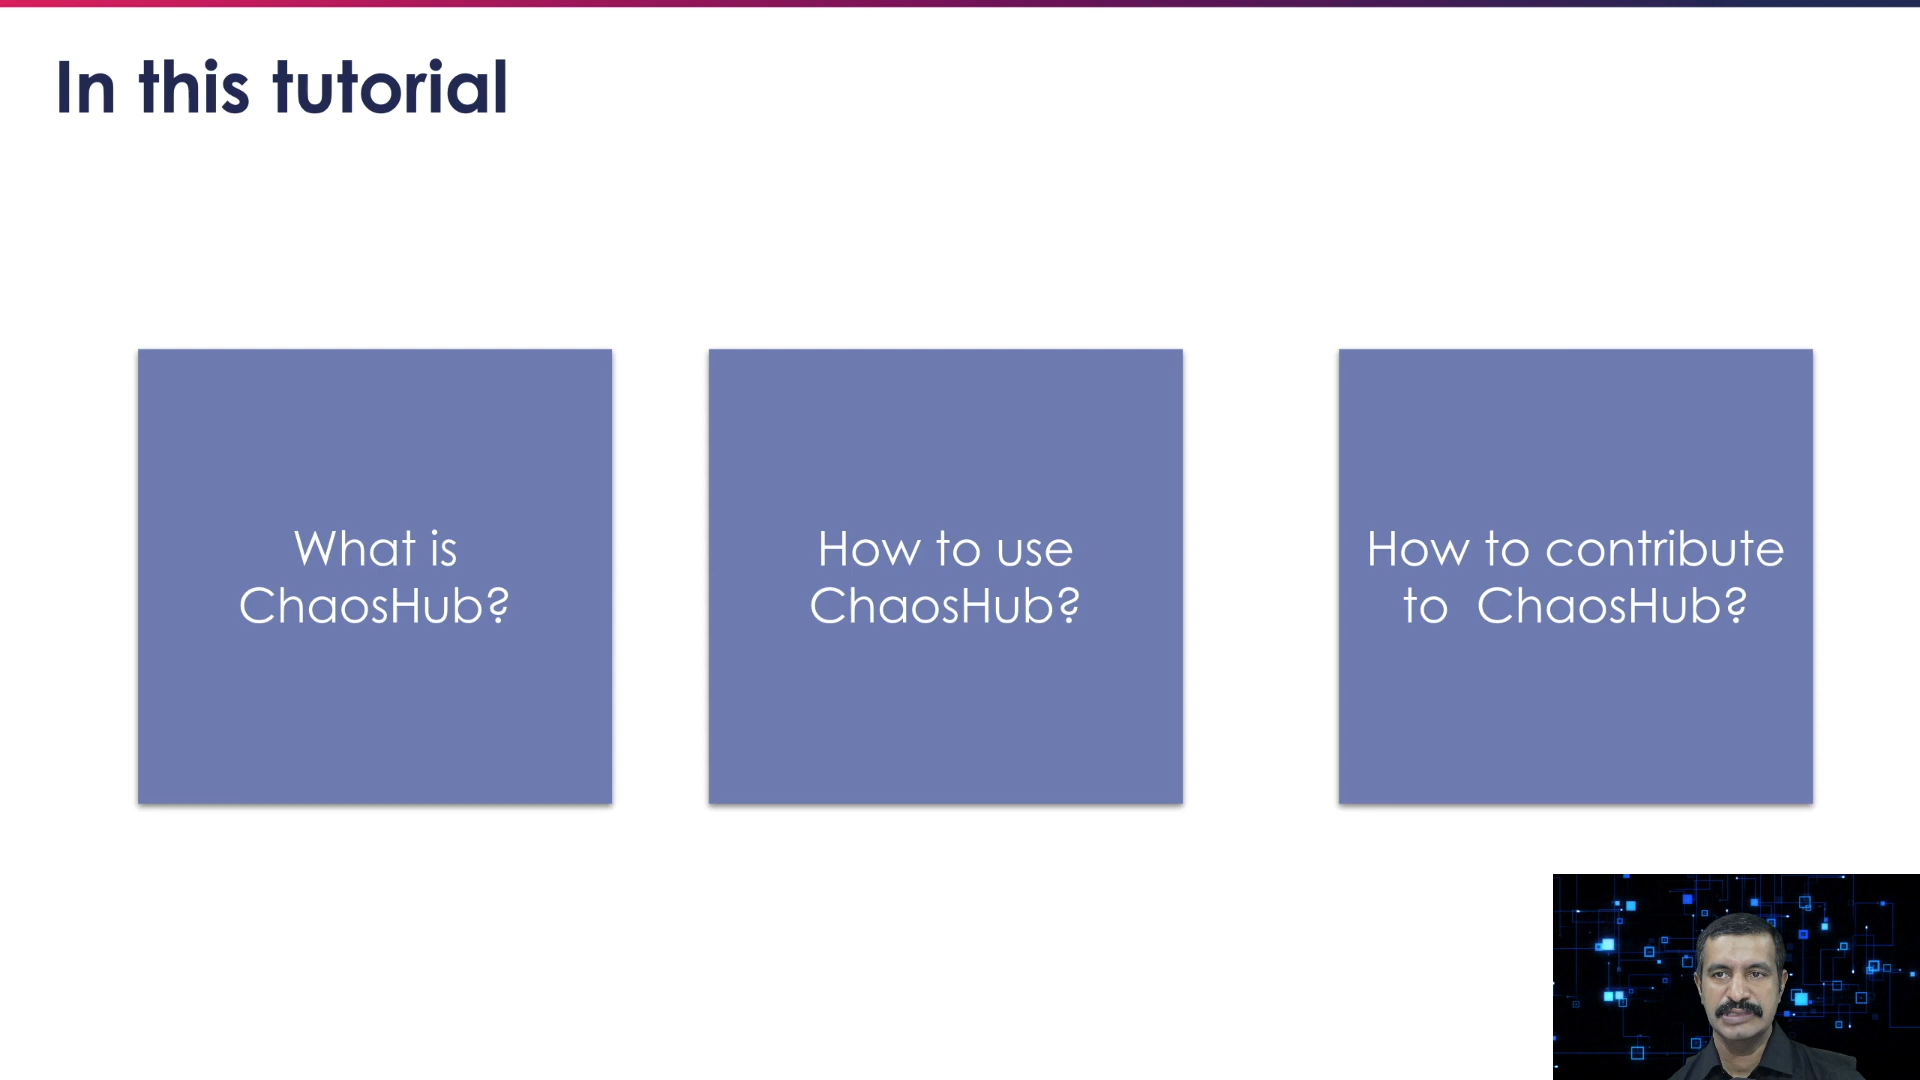 In this tutorial
What is
ChaosHub?
How to use
ChaosHub?
How to contribute
to  ChaosHub?